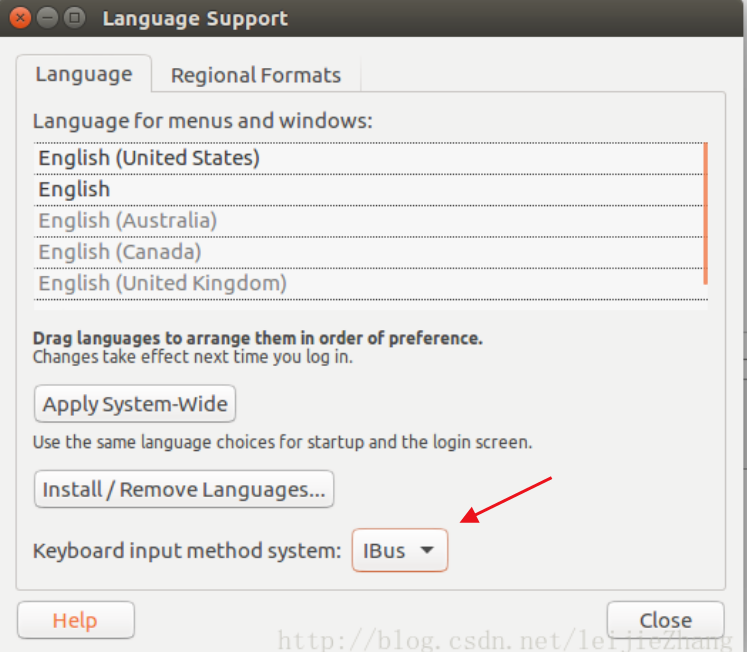 Language Support
Language
Regional Formats
Language for menus and windows:
English (United States)
English
English (Australia)
English (Canada)
English (United Kingdom)
Drag languages to arrange them in order of preference.
Changes take effect next time you log in.
Apply System-Wide
Use the same language choices for startup and the login screen.
Install / Remove Languages...
Keyboard input method system: IBus
Help
Close
http://blog.csdn.net/leijieZhang